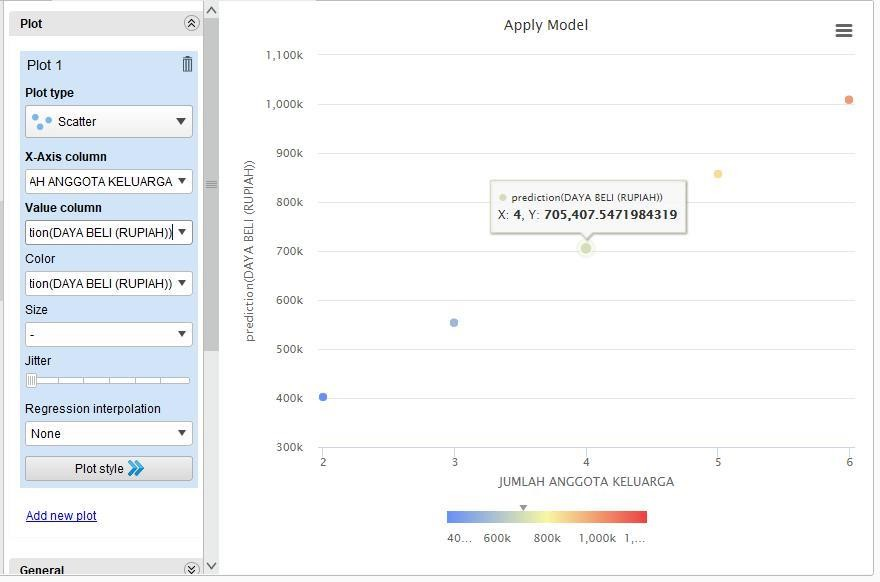 Plot
Plot 1
Plot type
Scatter
X-Axis column
AH ANGGOTA KELUARGA
Value column
tion(DAYA BELI (RUPIAH))
Color
tion(DAYA BELI (RUPIAH))
Size
-
Jitter
Regression interpolation
None
Plot style
Add new plot
General
Apply Model
prediction(DAYA BELI (RUPIAH))
1,100k
1,000k
900k
800k
700k
600k
500k
400k
300k
prediction(DAYA BELI (RUPIAH))
X: 4, Y: 705,407.5471984319
2 3 4 5 6
JUMLAH ANGGOTA KELUARGA
40... 600k 800k 1,000k 1,...